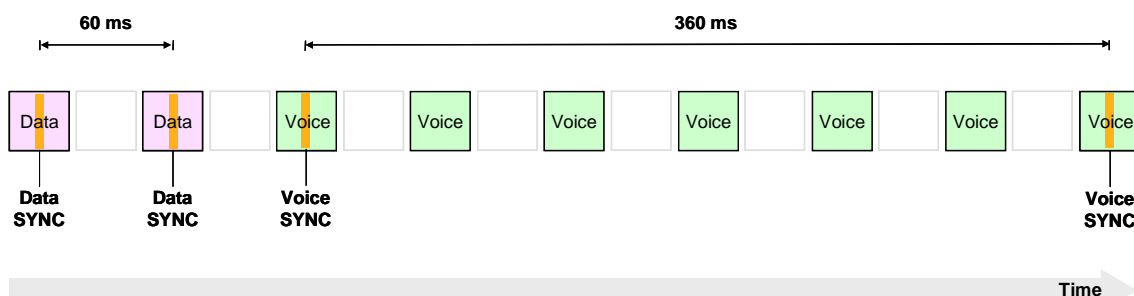 60 ms
360 ms
Data
Data
Voice
Voice
Voice
Voice
Voice
Voice
Voice
Data
SYNC
Data
SYNC
Voice
SYNC
Voice
SYNC
Time